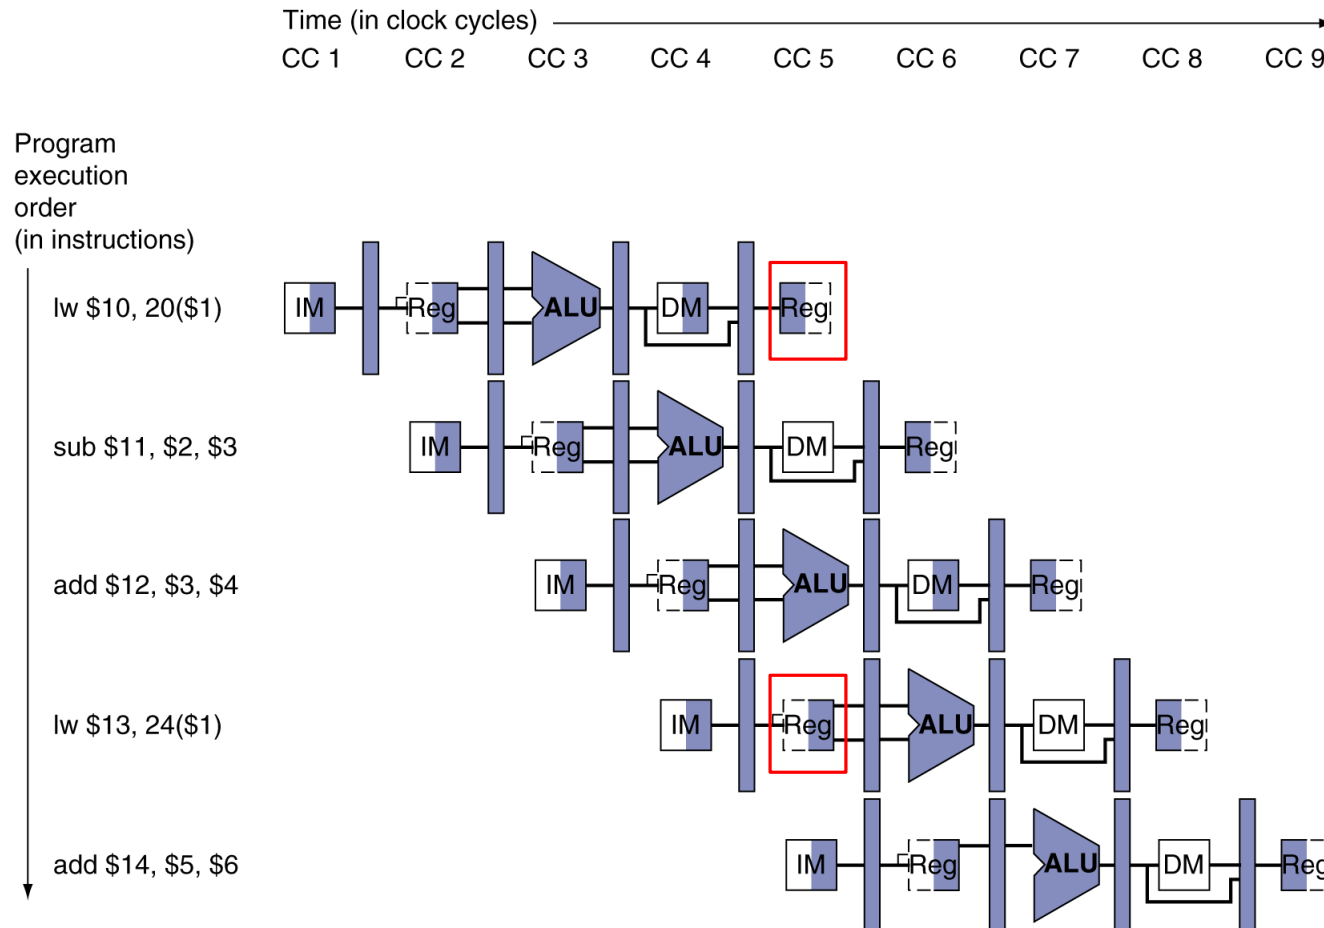 Time (in clock cycles)
CC 1 CC 2 CC 3 CC 4 CC 5 CC 6 CC 7 CC 8 CC 9
Program
execution
order
(in instructions)
lw $10, 20($1) IM Reg ALU DM Reg
sub $11, $2, $3 IM Reg ALU DM Reg
add $12, $3, $4 IM Reg ALU DM Reg
lw $13, 24($1) IM Reg ALU DM Reg
add $14, $5, $6 IM Reg ALU DM Reg